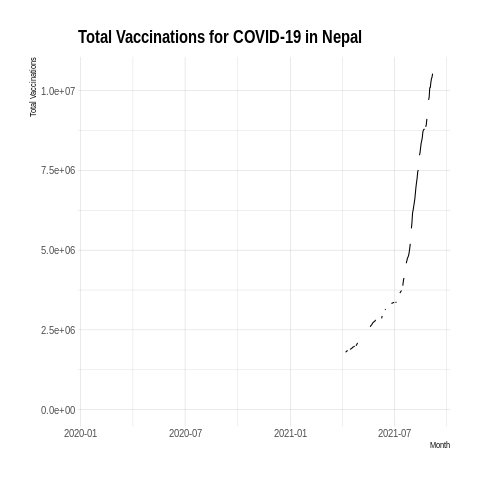 Total Vaccinations for COVID-19 in Nepal
Total Vaccinations
1.0e+07
7.5e+06
5.0e+06
2.5e+06
0.0e+00
2020-01 2020-07 2021-01 2021-07
Month